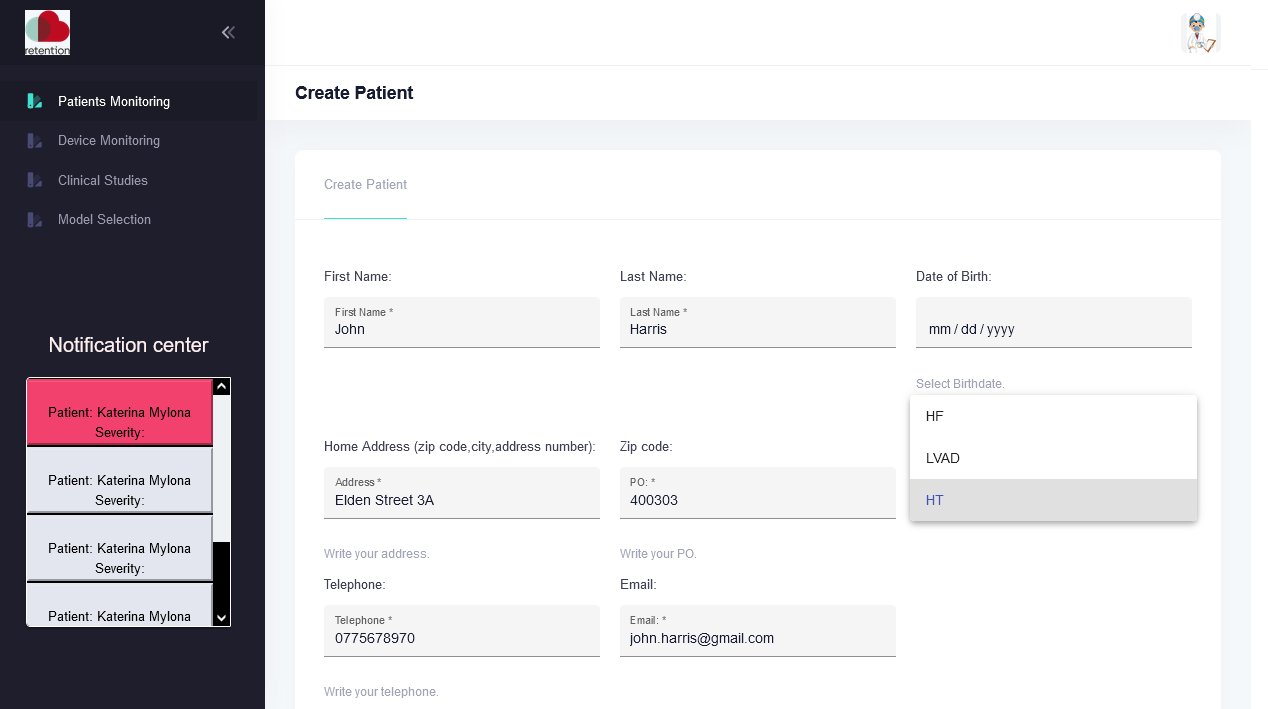 retention
Patients Monitoring
Device Monitoring
Clinical Studies
Model Selection
Notification center
Patient: Katerina Mylona
Severity:
Patient: Katerina Mylona
Severity:
Patient: Katerina Mylona
Severity:
Patient: Katerina Mylona
Create Patient
Create Patient
First Name:
Last Name:
Date of Birth:
First Name *
John
Last Name *
Harris
mm / dd / yyyy
Select Birthdate.
Home Address (zip code,city,address number):
Zip code:
Address *
Elden Street 3A
PO: *
400303
HF
LVAD
HT
Write your address.
Write your PO.
Telephone:
Email:
Telephone *
0775678970
Email: *
john.harris@gmail.com
Write your telephone.